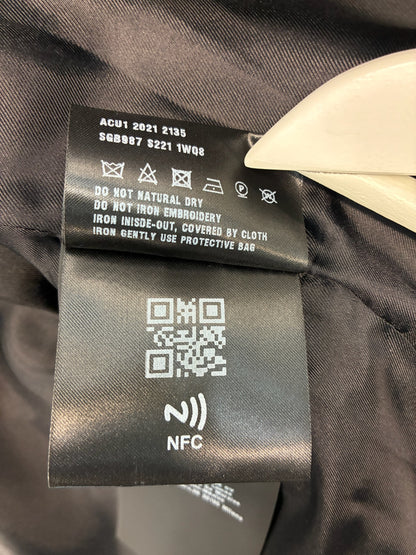 ACU1 2021 2135
SGB987 S221 1WQ8
DO NOT NATURAL DRY
DO NOT IRON EMBROIDERY
IRON INISDE-OUT, COVERED BY CLOTH
IRON GENTLY USE PROTECTIVE BAG
NFC